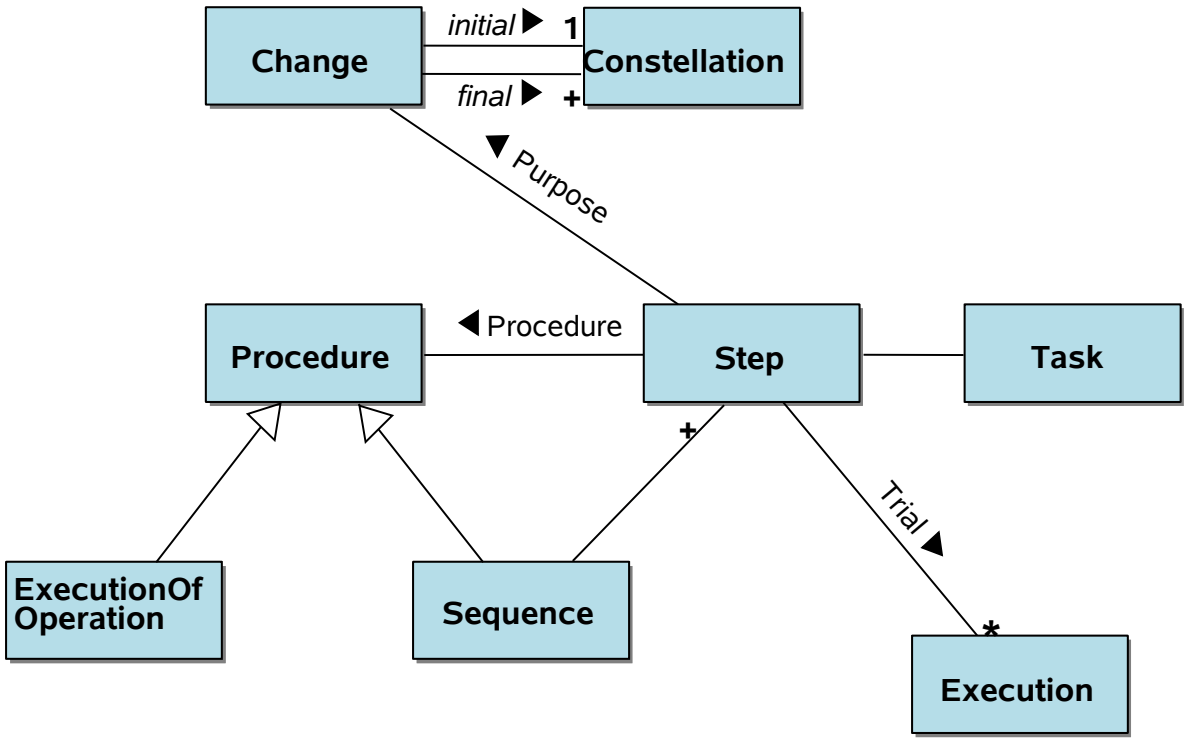 initial ▶ 1
Change
Constellation
final ▶ +
◀ Purpose
◀ Procedure
Procedure
Step
Task
+
Trial ▶
ExecutionOf
Operation
Sequence
*
Execution